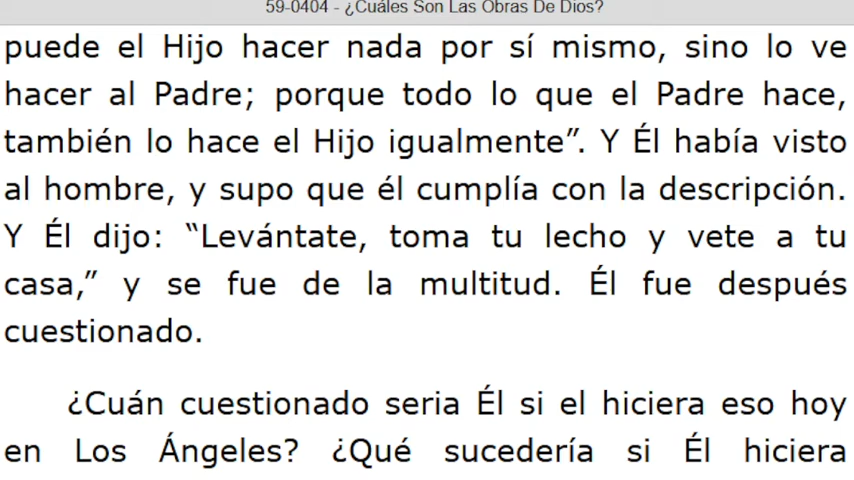 59-0404 - ¿Cuáles Son Las Obras De Dios?
puede el Hijo hacer nada por sí mismo, sino lo ve
hacer al Padre; porque todo lo que el Padre hace,
también lo hace el Hijo igualmente”. Y Él había visto
al hombre, y supo que él cumplía con la descripción.
Y Él dijo: “Levántate, toma tu lecho y vete a tu
casa,” y se fue de la multitud. Él fue después
cuestionado.
¿Cuán cuestionado seria Él si el hiciera eso hoy
en Los Ángeles? ¿Qué sucedería si Él hiciera